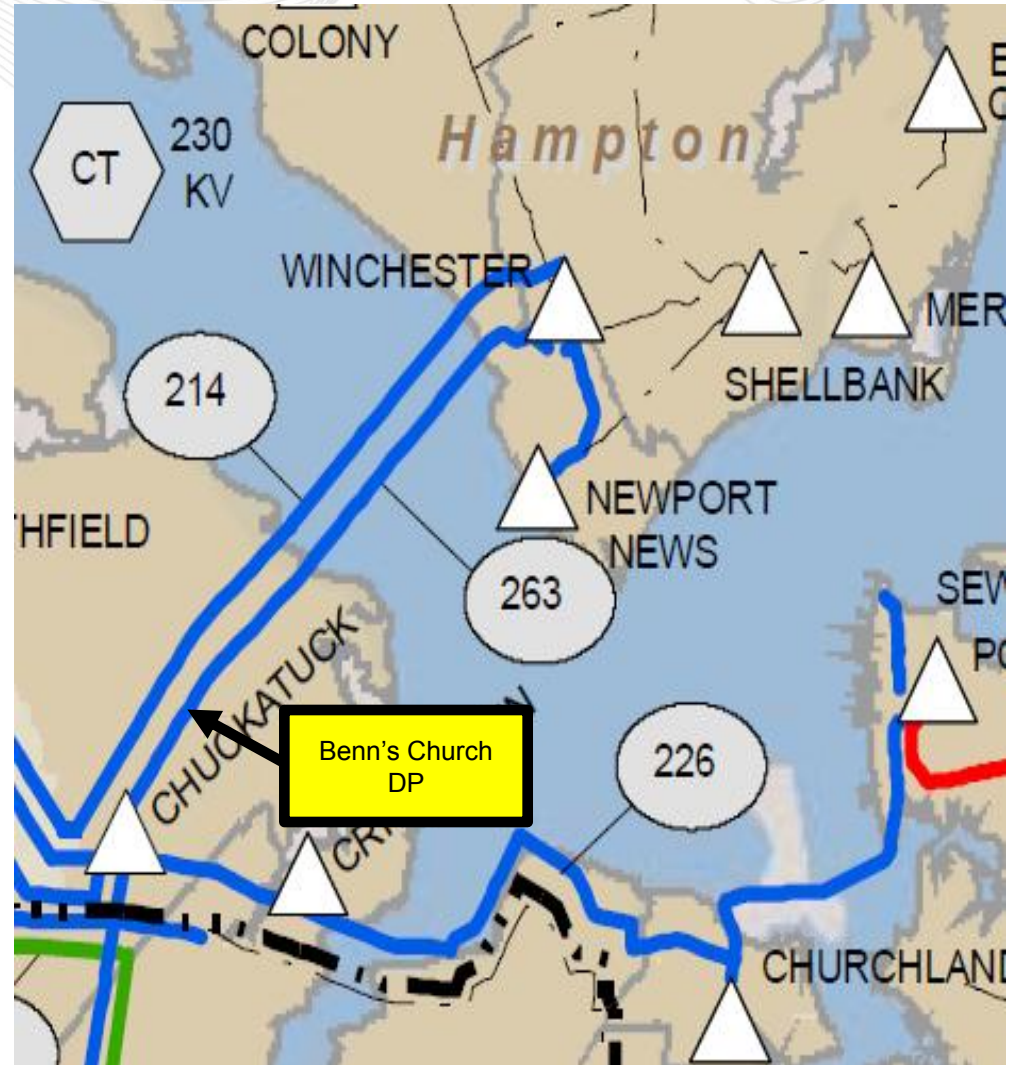 COLONY
CT
230
KV
Hampton
WINCHESTER
MER
SHELLBANK
214
NEWPORT
NEWS
263
HFIELD
CHUCKATUCK
SEW
PO
Benn's Church
DP
226
CRI
CHURCHLAND